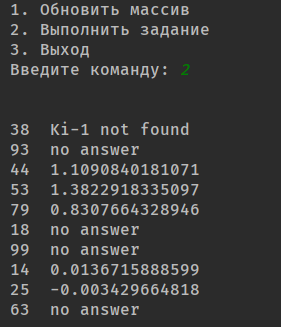 1. Обновить массив
2. Выполнить задание
3. Выход
Введите команду: 2
38 Ki-1 not found
93 no answer
44 1.1090840181071
53 1.3822918335097
79 0.8307664328946
18 no answer
99 no answer
14 0.0136715888599
25 -0.003429664818
63 no answer